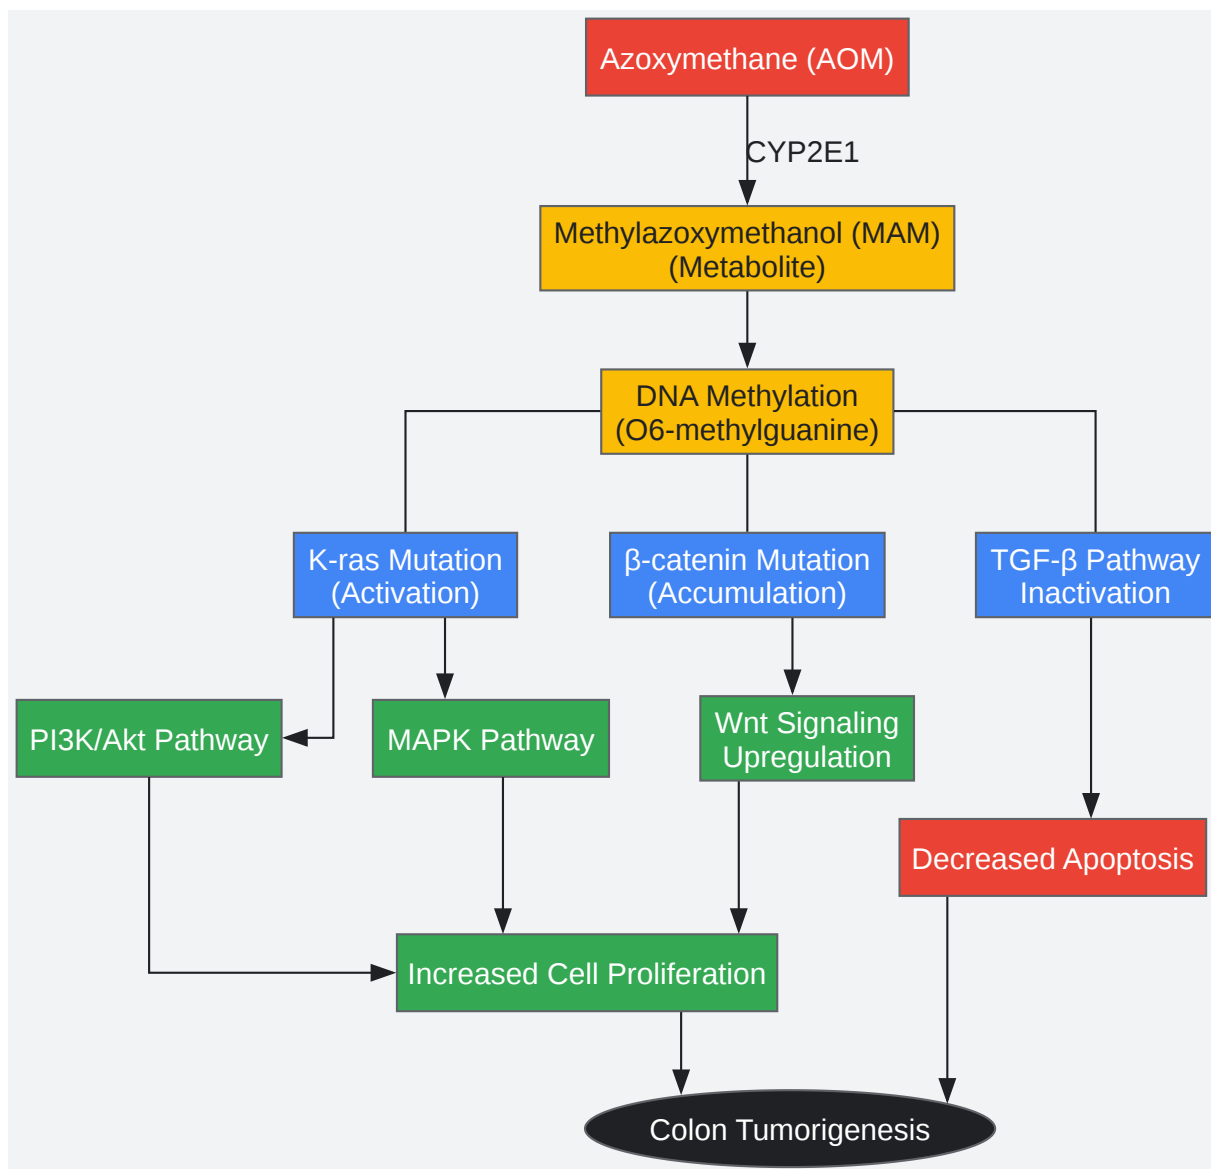 Azoxymethane (AOM)
CYP2E1
Methylazoxymethanol (MAM)
(Metabolite)
DNA Methylation
(O6-methylguanine)
K-ras Mutation
(Activation)
β-catenin Mutation
(Accumulation)
TGF-β Pathway
Inactivation
PI3K/Akt Pathway
MAPK Pathway
Wnt Signaling
Upregulation
Decreased Apoptosis
Increased Cell Proliferation
Colon Tumorigenesis